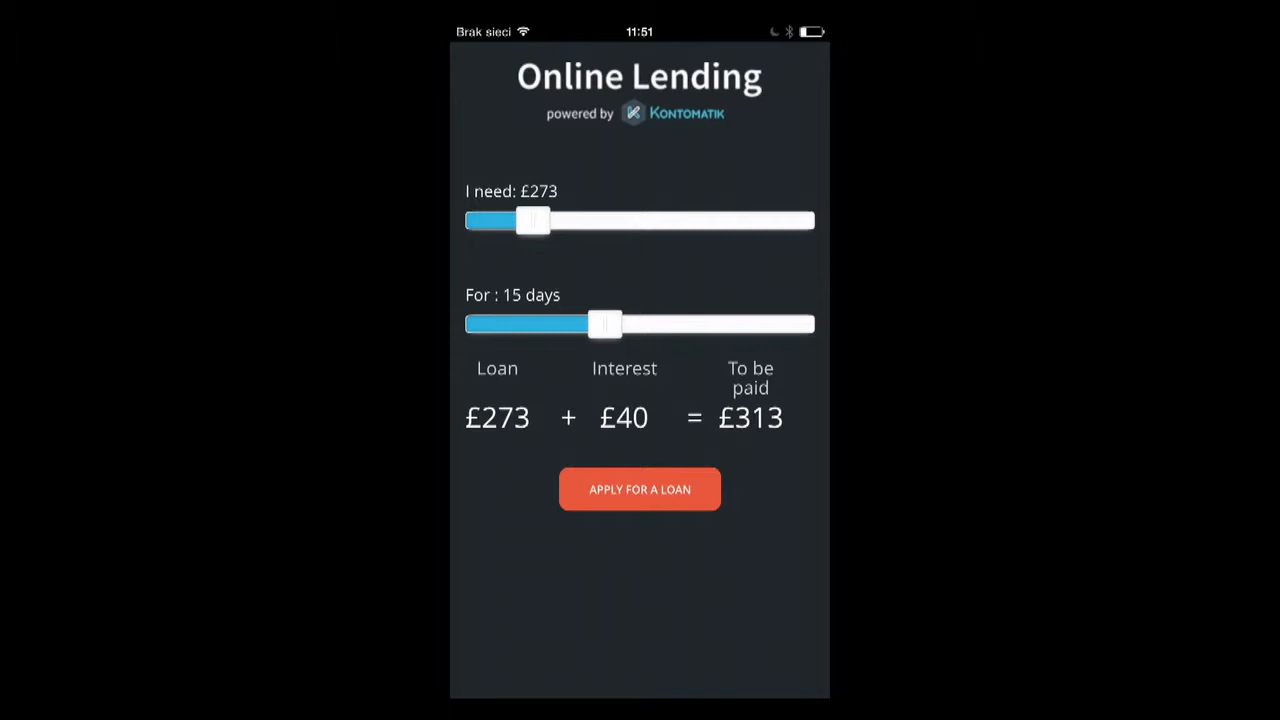 Brak sieci 11:51
Online Lending
powered by KONTOMATIK
I need: £273
For : 15 days
Loan Interest To be
paid
£273 + £40 = £313
APPLY FOR A LOAN